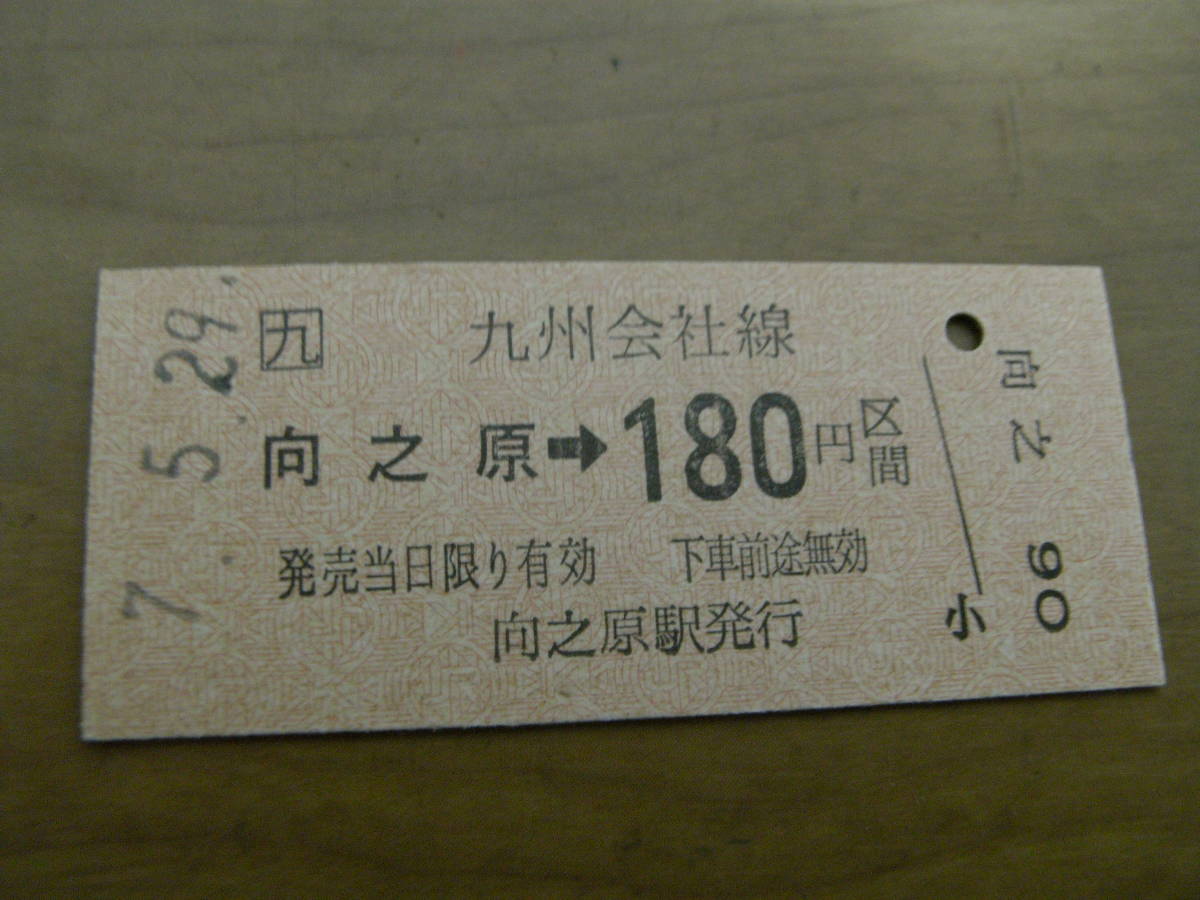 7. 5. 29.
九 九州会社線
向之原➡180円区間
発売当日限り有効 下車前途無効
向之原駅発行
小
向之 90